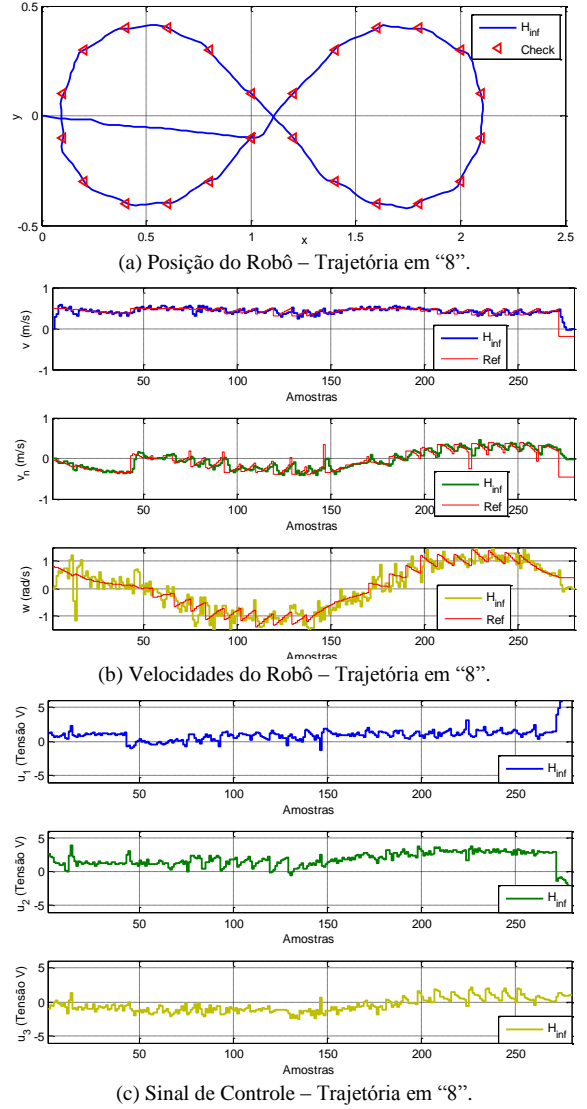 0.5
0
-0.5
y
H_inf
Check
0 0.5 1 1.5 2 2.5
x
(a) Posição do Robô – Trajetória em “8”.
1
0
-1
v (m/s)
H_inf
Ref
50 100 150 200 250
Amostras
1
0
-1
v_n (m/s)
H_inf
Ref
50 100 150 200 250
Amostras
1
0
-1
w (rad/s)
H_inf
Ref
50 100 150 200 250
Amostras
(b) Velocidades do Robô – Trajetória em “8”.
5
0
-5
u_1 (Tensão V)
H_inf
50 100 150 200 250
Amostras
5
0
-5
u_2 (Tensão V)
H_inf
50 100 150 200 250
Amostras
5
0
-5
u_3 (Tensão V)
H_inf
50 100 150 200 250
Amostras
(c) Sinal de Controle – Trajetória em “8”.